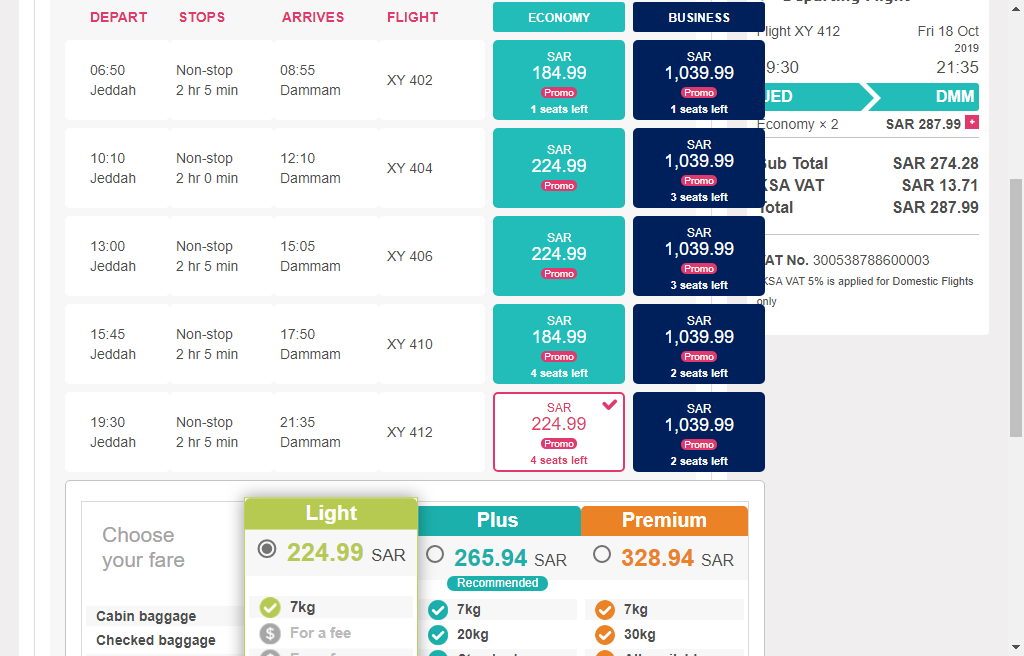 DEPART STOPS ARRIVES FLIGHT ECONOMY BUSINESS
06:50 Jeddah
Non-stop 2 hr 5 min
08:55 Dammam
XY 402
SAR
184.99
Promo
1 seats left
SAR
1,039.99
Promo
1 seats left
10:10 Jeddah
Non-stop 2 hr 0 min
12:10 Dammam
XY 404
SAR
224.99
Promo
SAR
1,039.99
Promo
3 seats left
13:00 Jeddah
Non-stop 2 hr 5 min
15:05 Dammam
XY 406
SAR
224.99
Promo
SAR
1,039.99
Promo
3 seats left
15:45 Jeddah
Non-stop 2 hr 5 min
17:50 Dammam
XY 410
SAR
184.99
Promo
4 seats left
SAR
1,039.99
Promo
2 seats left
19:30 Jeddah
Non-stop 2 hr 5 min
21:35 Dammam
XY 412
SAR
224.99
Promo
4 seats left
SAR
1,039.99
Promo
2 seats left
Choose
your fare
Cabin baggage
Checked baggage
Light
224.99 SAR
7kg
$ For a fee
Plus
265.94 SAR
Recommended
7kg
20kg
Premium
328.94 SAR
7kg
30kg
light XY 412 Fri 18 Oct
2019
9:30 21:35
JED DMM
Economy × 2 SAR 287.99 +
ub Total SAR 274.28
KSA VAT SAR 13.71
otal SAR 287.99
AT No. 300538788600003
KSA VAT 5% is applied for Domestic Flights
only